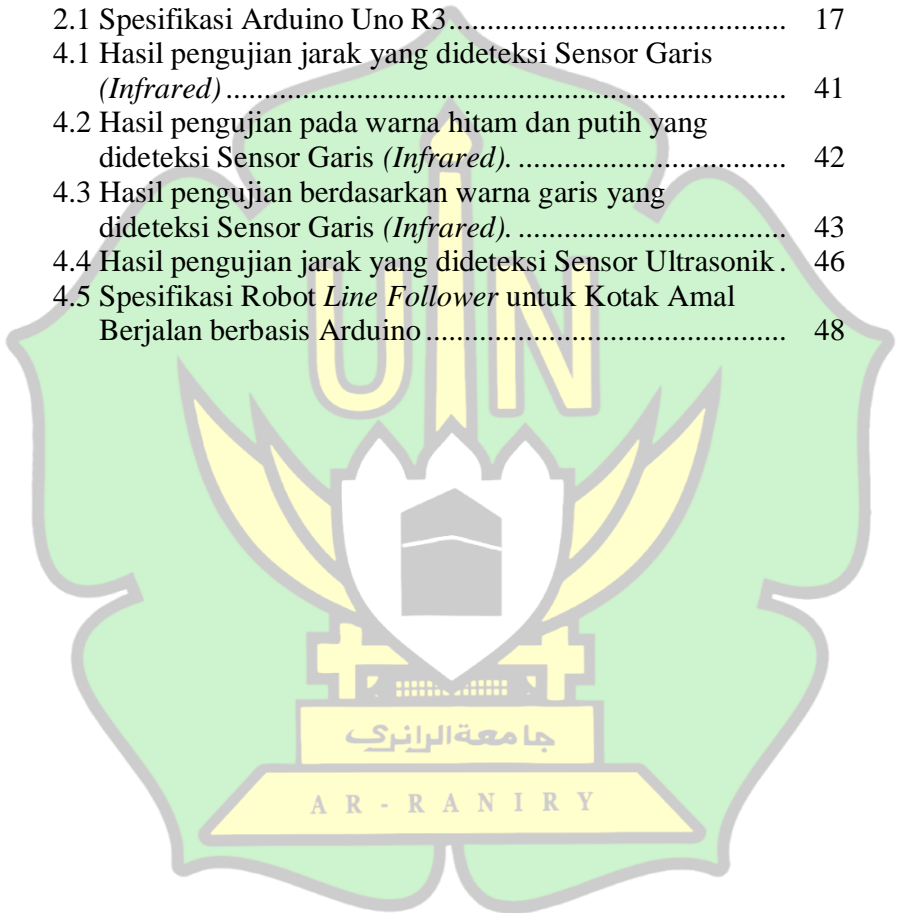 2.1 Spesifikasi Arduino Uno R3.................................................. 17
4.1 Hasil pengujian jarak yang dideteksi Sensor Garis
(Infrared) ........................................................................ 41
4.2 Hasil pengujian pada warna hitam dan putih yang
dideteksi Sensor Garis (Infrared). ................................... 42
4.3 Hasil pengujian berdasarkan warna garis yang
dideteksi Sensor Garis (Infrared). ................................... 43
4.4 Hasil pengujian jarak yang dideteksi Sensor Ultrasonik . 46
4.5 Spesifikasi Robot Line Follower untuk Kotak Amal
Berjalan berbasis Arduino .............................................. 48
UIN
جامعة الرانري
AR-RANIRY